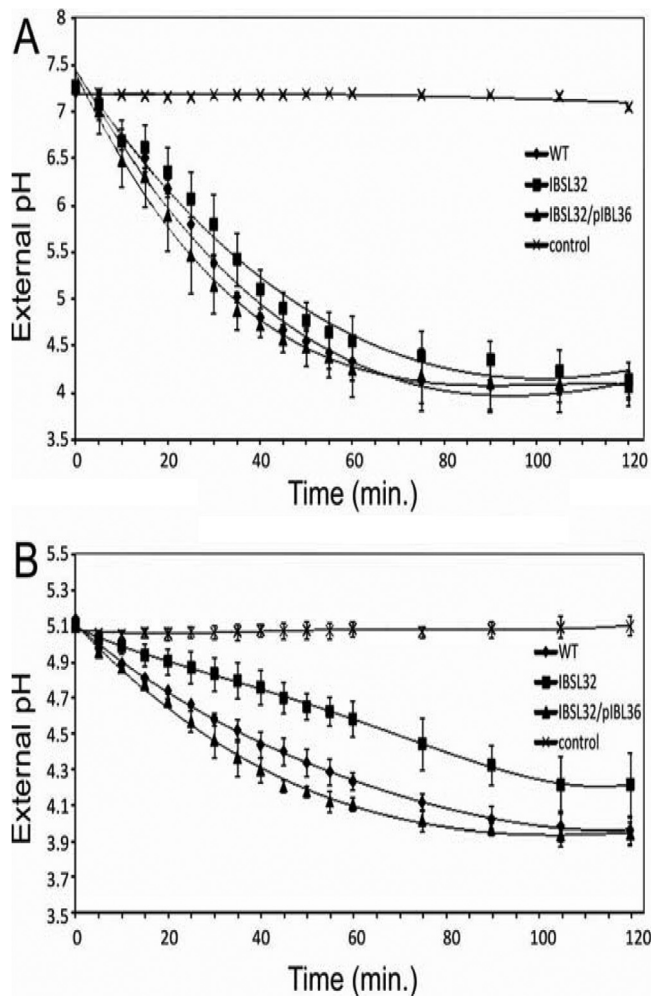 A
8
7.5
7
6.5
6
5.5
5
4.5
4
3.5
External pH
WT
IBSL32
IBSL32/pIBL36
control
0 20 40 60 80 100 120
Time (min.)
B
5.5
5.3
5.1
4.9
4.7
4.5
4.3
4.1
3.9
3.7
3.5
External pH
WT
IBSL32
IBSL32/pIBL36
control
0 20 40 60 80 100 120
Time (min.)